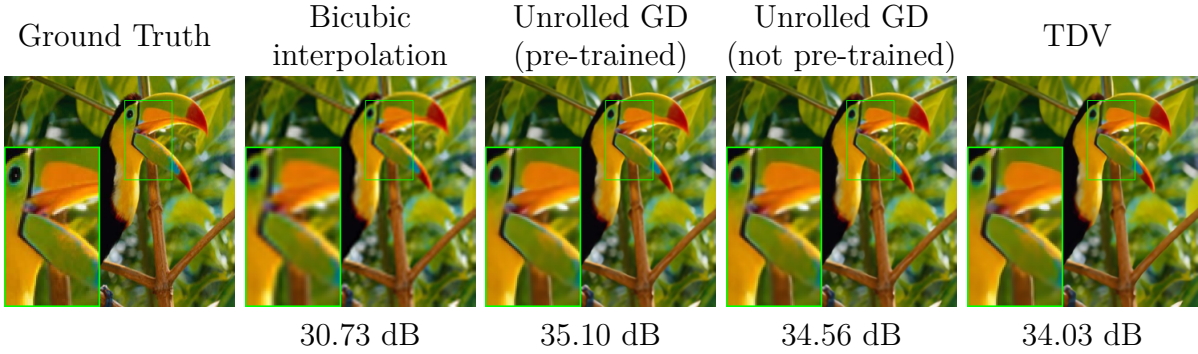 Ground Truth
Bicubic
interpolation
Unrolled GD
(pre-trained)
Unrolled GD
(not pre-trained)
TDV
30.73 dB
35.10 dB
34.56 dB
34.03 dB